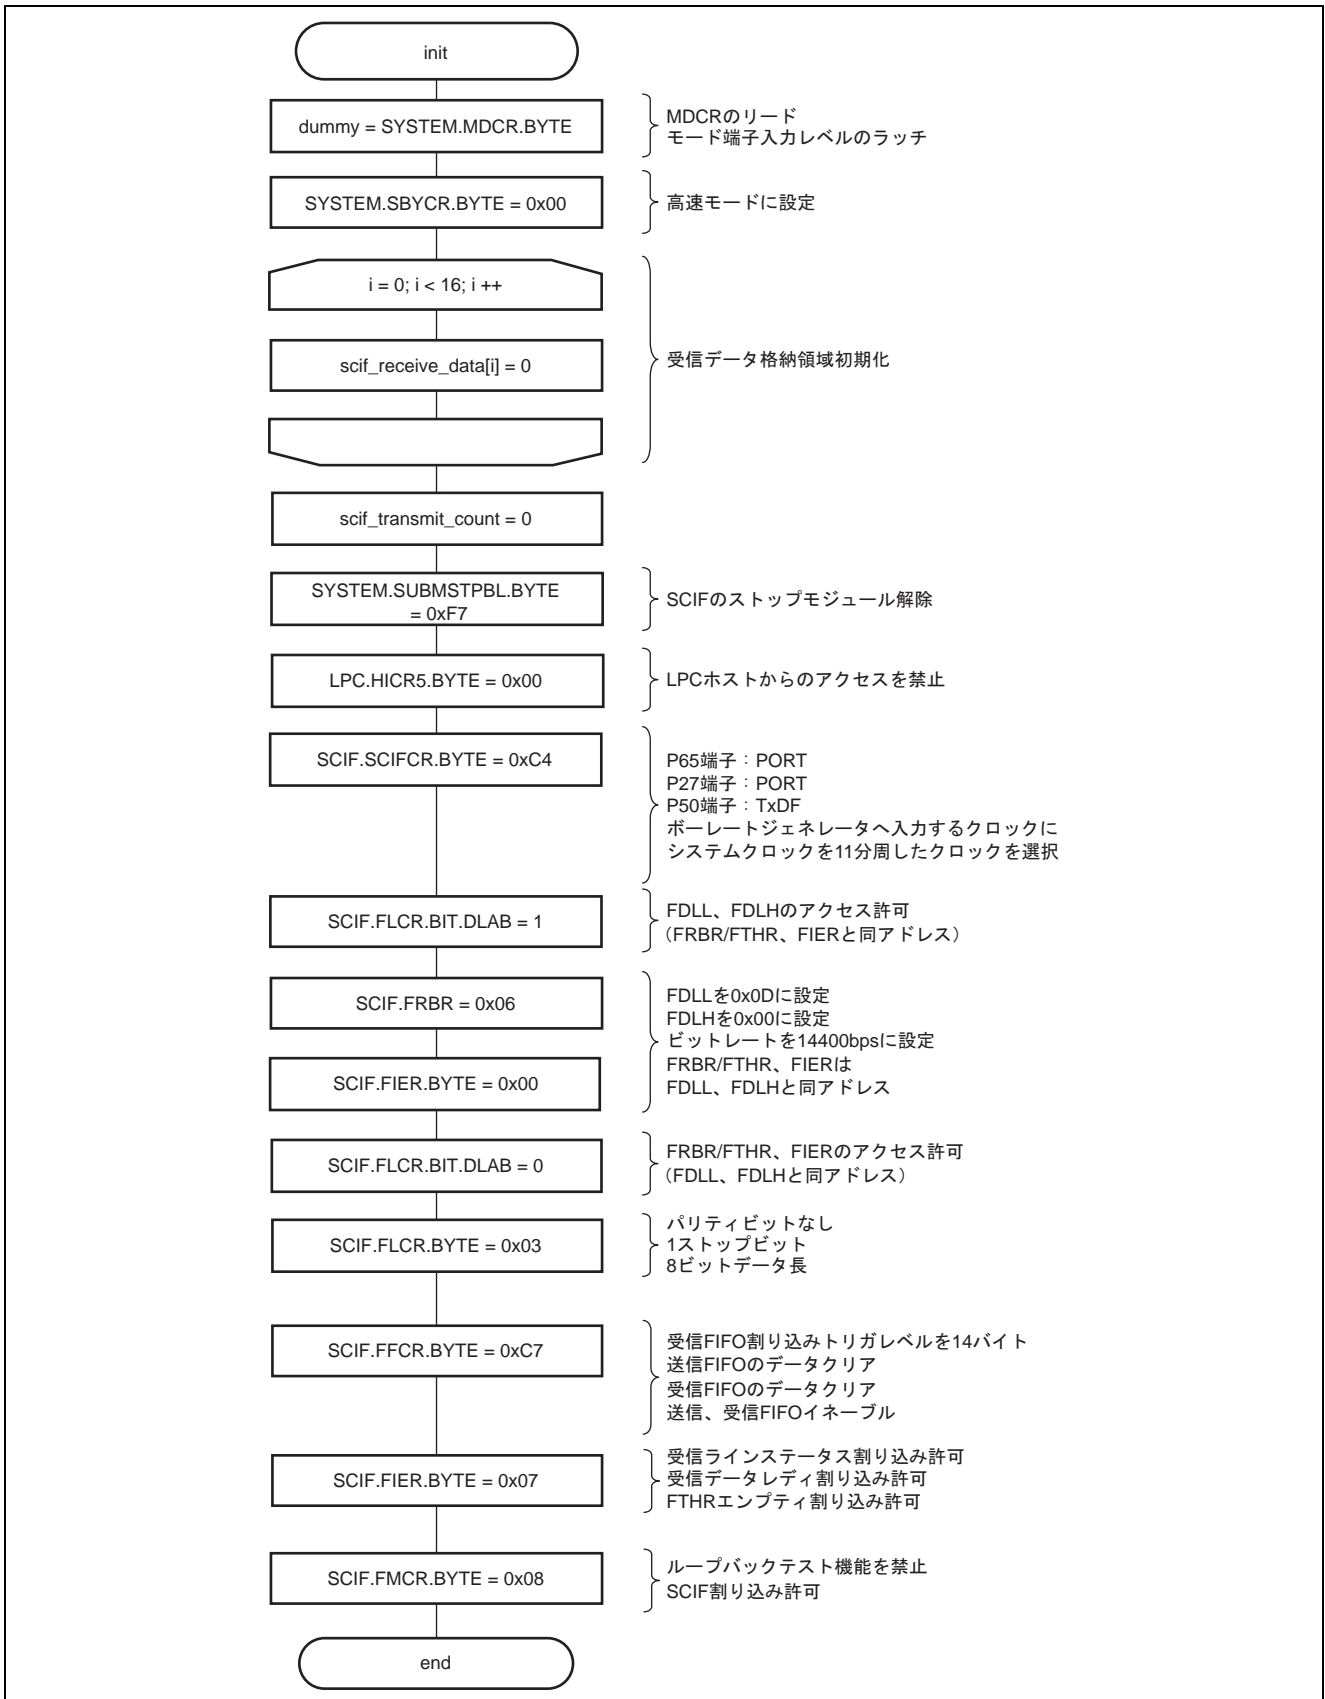 init
dummy = SYSTEM.MDCR.BYTE
MDCRのリード
モード端子入力レベルのラッチ
SYSTEM.SBYCR.BYTE = 0x00
高速モードに設定
i = 0; i < 16; i ++
scif_receive_data[i] = 0
受信データ格納領域初期化
scif_transmit_count = 0
SYSTEM.SUBMSTPBL.BYTE
= 0xF7
SCIFのストップモジュール解除
LPC.HICR5.BYTE = 0x00
LPCホストからのアクセスを禁止
SCIF.SCIFCR.BYTE = 0xC4
P65端子：PORT
P27端子：PORT
P50端子：TxDF
ボーレートジェネレータへ入力するクロックに
システムクロックを11分周したクロックを選択
SCIF.FLCR.BIT.DLAB = 1
FDLL、FDLHのアクセス許可
（FRBR/FTHR、FIERと同アドレス）
SCIF.FRBR = 0x06
SCIF.FIER.BYTE = 0x00
FDLLを0x0Dに設定
FDLHを0x00に設定
ビットレートを14400bpsに設定
FRBR/FTHR、FIERは
FDLL、FDLHと同アドレス
SCIF.FLCR.BIT.DLAB = 0
FRBR/FTHR、FIERのアクセス許可
（FDLL、FDLHと同アドレス）
SCIF.FLCR.BYTE = 0x03
パリティビットなし
1ストップビット
8ビットデータ長
SCIF.FFCR.BYTE = 0xC7
受信FIFO割り込みトリガレベルを14バイト
送信FIFOのデータクリア
受信FIFOのデータクリア
送信、受信FIFOイネーブル
SCIF.FIER.BYTE = 0x07
受信ラインステータス割り込み許可
受信データレディ割り込み許可
FTHRエンプティ割り込み許可
SCIF.FMCR.BYTE = 0x08
ループバックテスト機能を禁止
SCIF割り込み許可
end